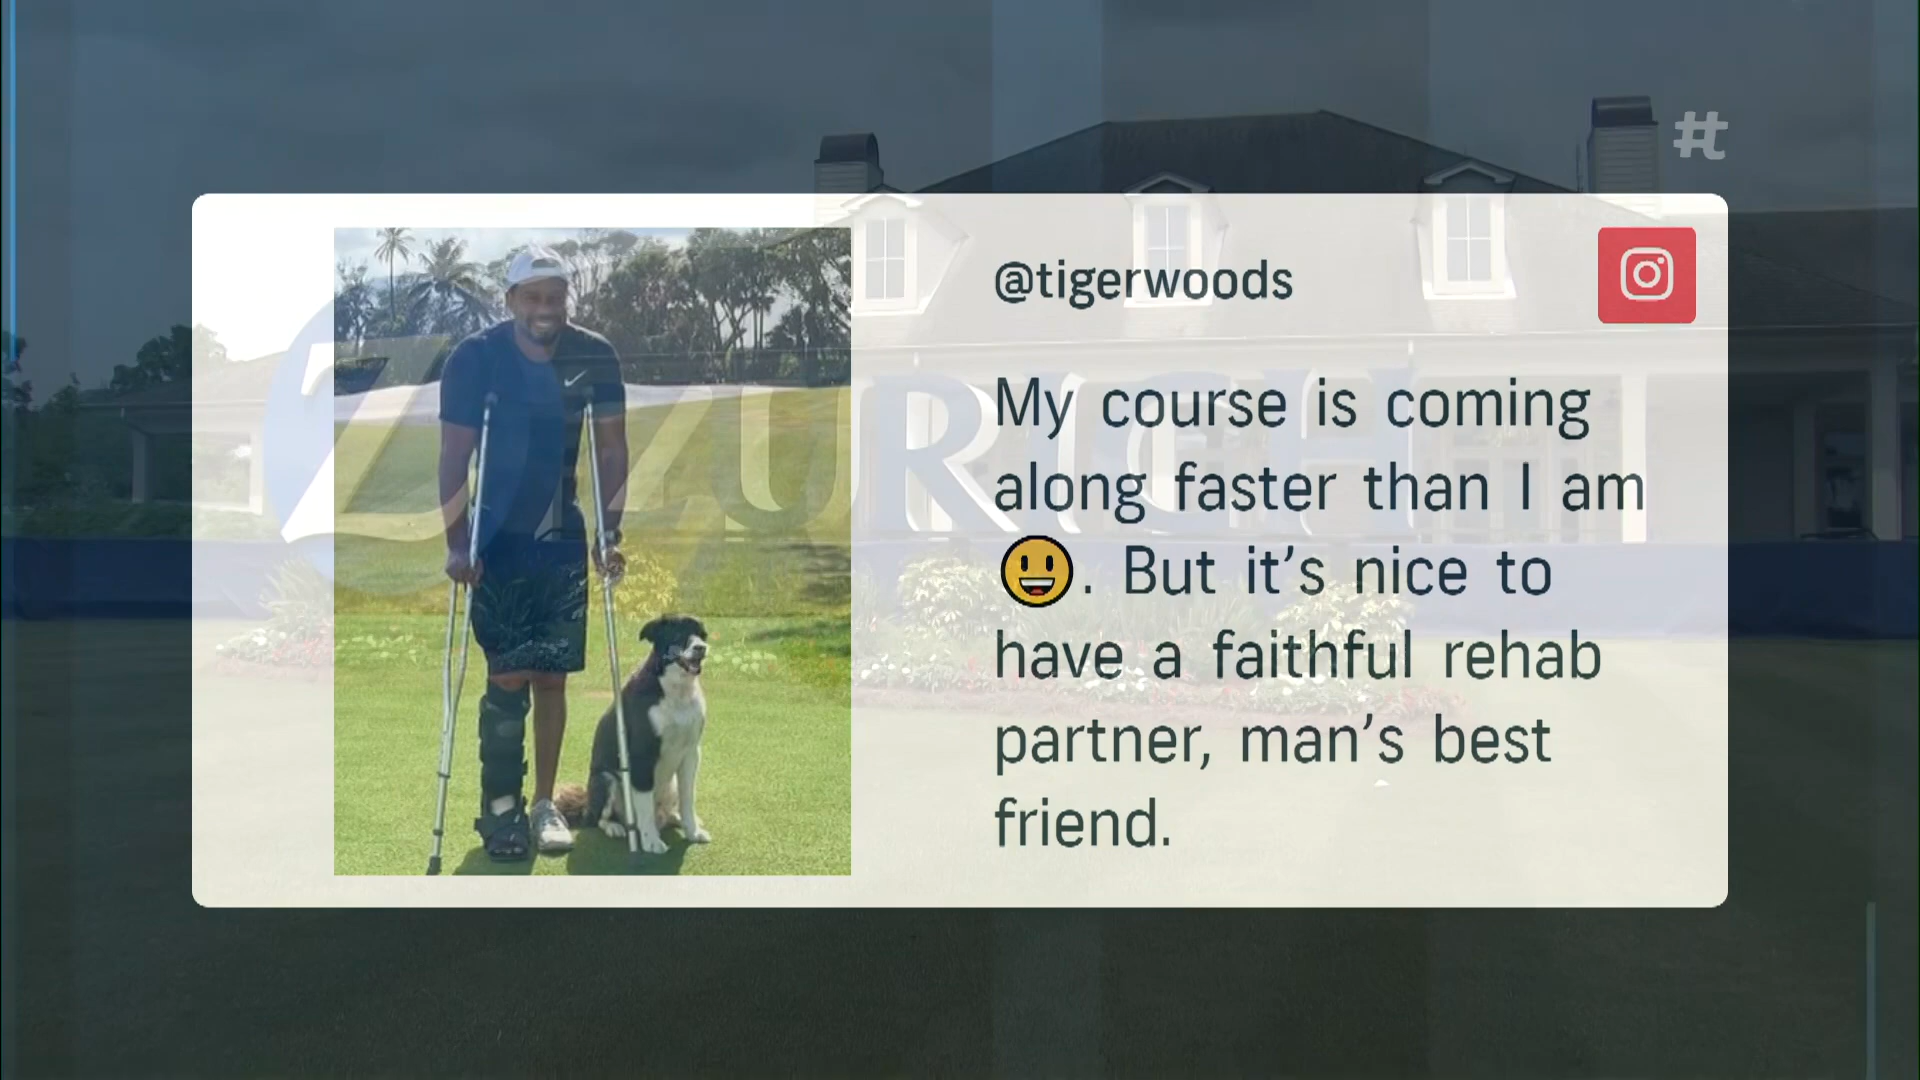 #
@tigerwoods
My course is coming
along faster than I am
😃. But it’s nice to
have a faithful rehab
partner, man’s best
friend.
Z ZURICH